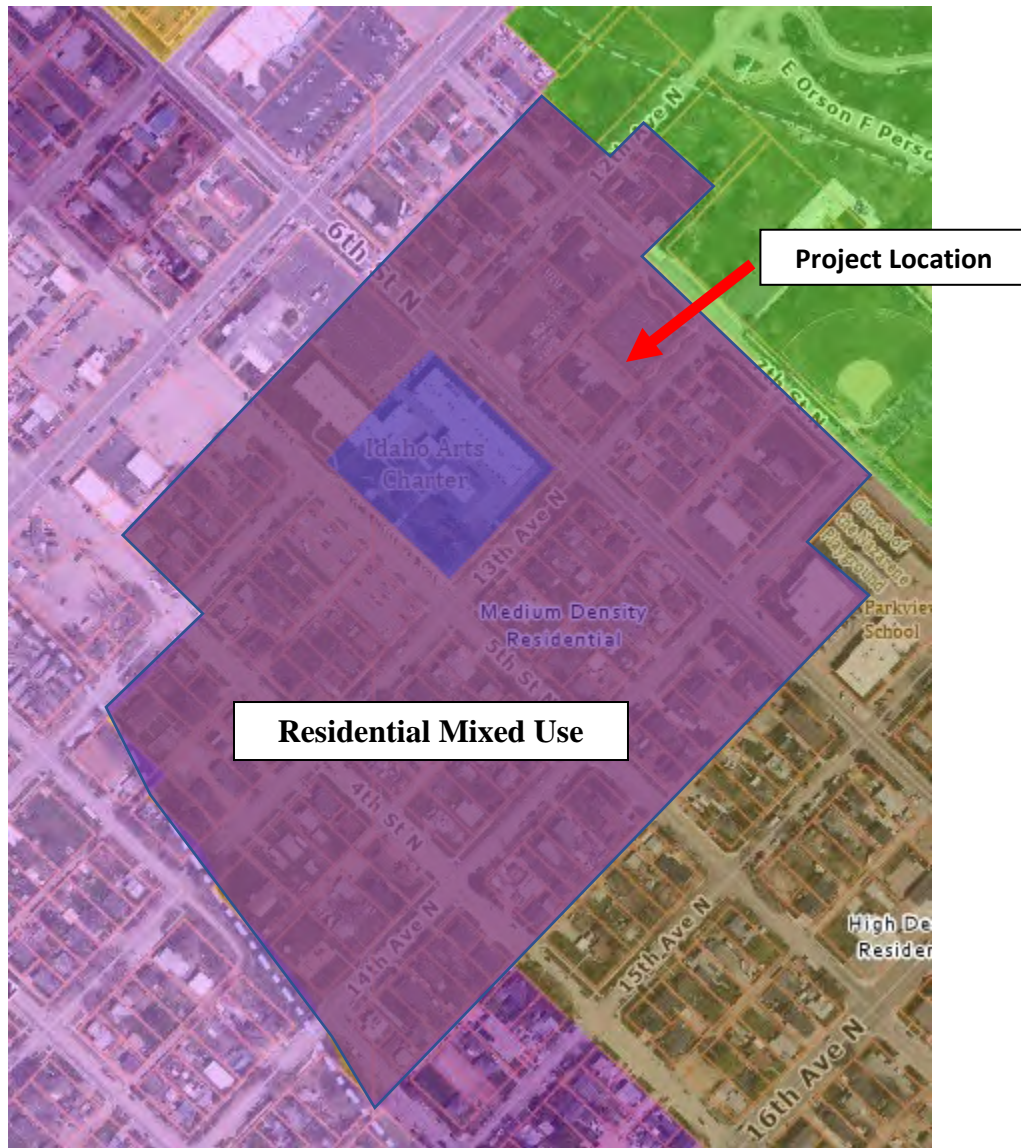 E Orson F Perso
12th Ave N
Project Location
6th St N
7th St N
Idaho Arts
Charter
13th Ave N
Church of
the Nazarene
Playground
Parkview
School
Medium Density
Residential
5th St N
Residential Mixed Use
4th St N
14th Ave N
15th Ave N
High De
Residen
16th Ave N